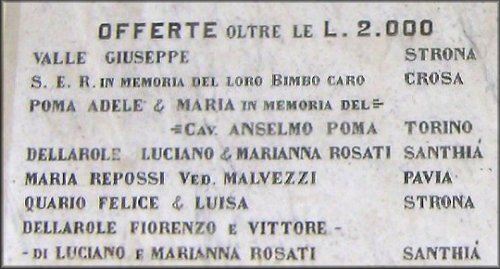 OFFERTE OLTRE LE L. 2.000
VALLE GIUSEPPE STRONA
S. E. R. IN MEMORIA DEL LORO BIMBO CARO CROSA
POMA ADELE & MARIA IN MEMORIA DEL=
=CAV. ANSELMO POMA TORINO
DELLAROLE LUCIANO & MARIANNA ROSATI SANTHIÁ
MARIA REPOSSI VED. MALVEZZI PAVIA
QUARIO FELICE & LUISA STRONA
DELLAROLE FIORENZO E VITTORE -
- DI LUCIANO E MARIANNA ROSATI SANTHIÁ